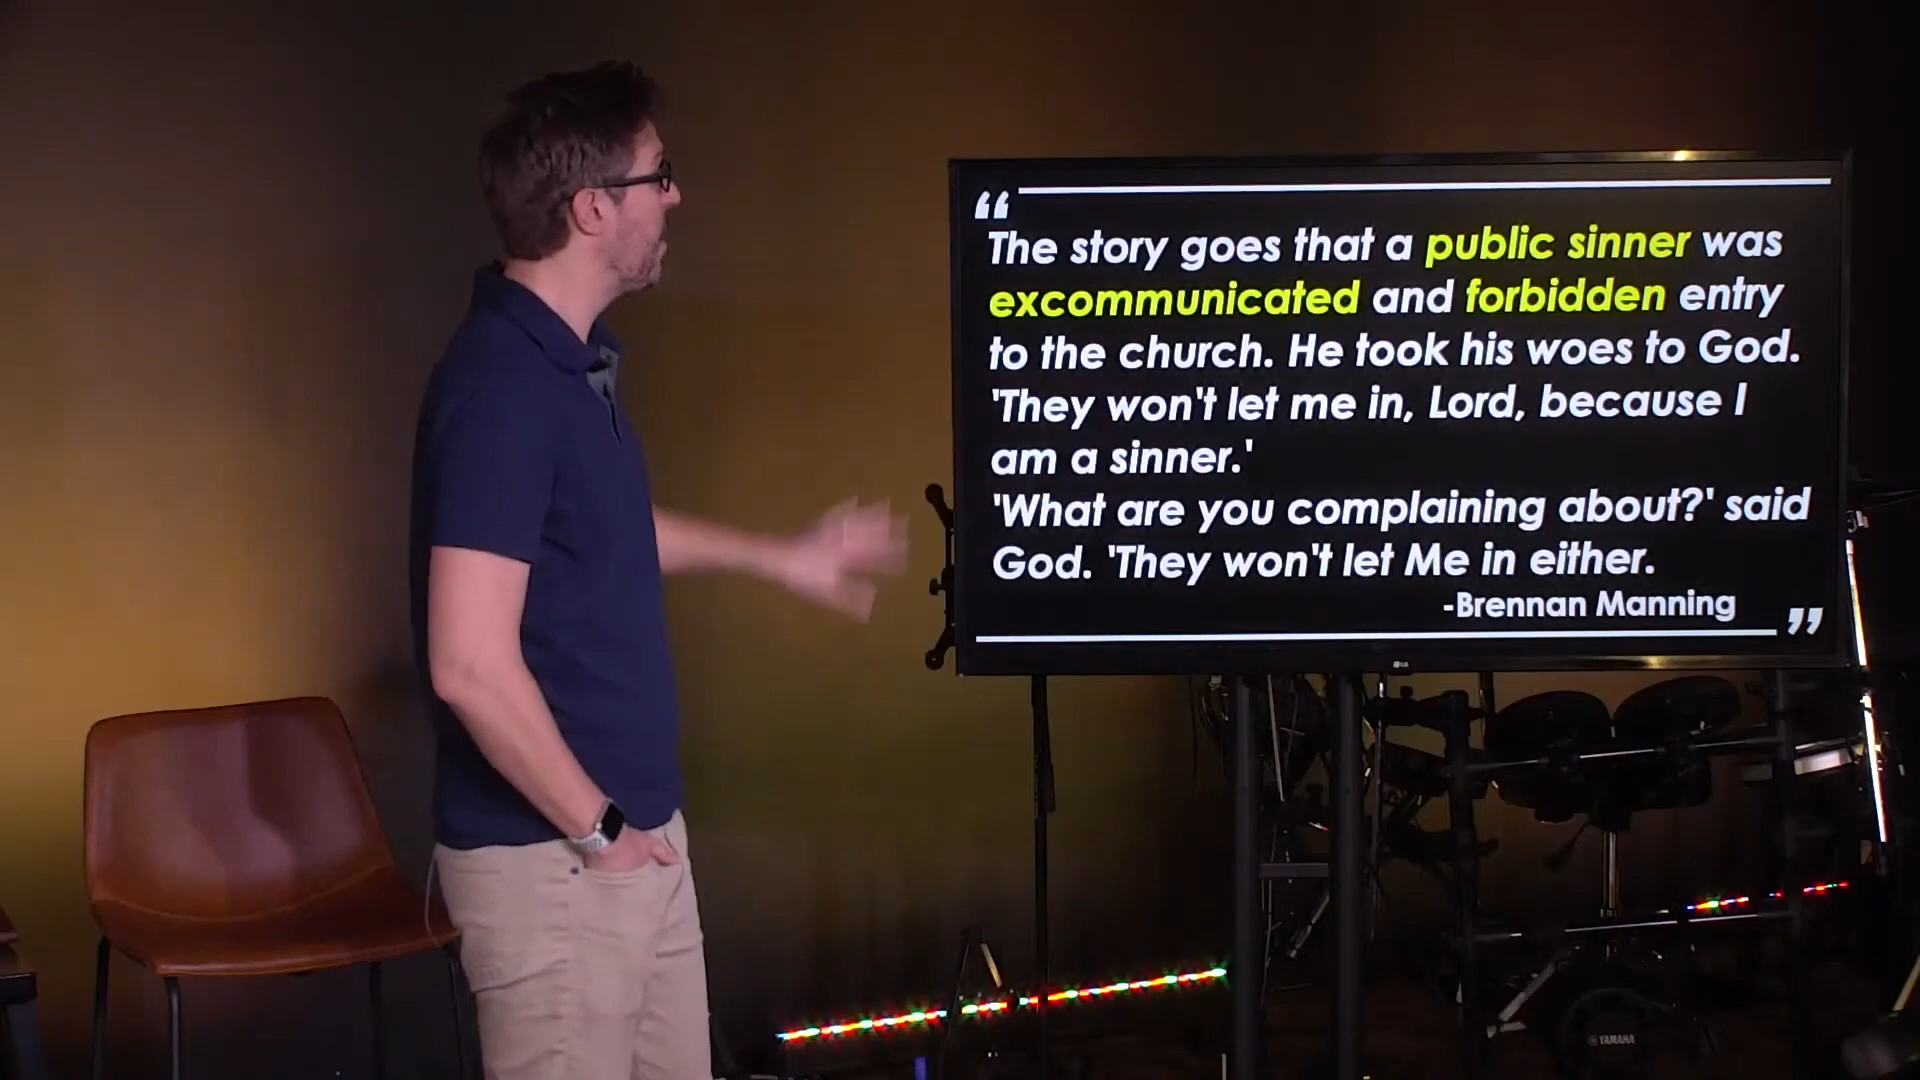 “
The story goes that a public sinner was
excommunicated and forbidden entry
to the church. He took his woes to God.
'They won't let me in, Lord, because I
am a sinner.'
'What are you complaining about?' said
God. 'They won't let Me in either.
-Brennan Manning
”
LG
YAMAHA